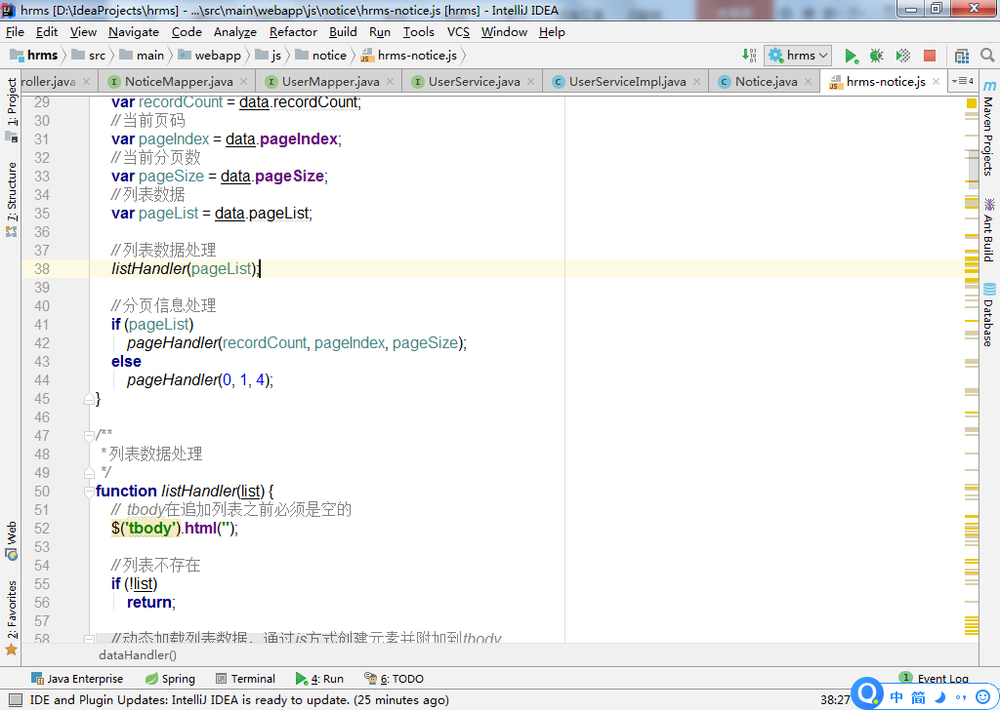 hrms [D:\IdeaProjects\hrms] - ...\src\main\webapp\js\notice\hrms-notice.js [hrms] - IntelliJ IDEA
File Edit View Navigate Code Analyze Refactor Build Run Tools VCS Window Help
hrms src main webapp js notice hrms-notice.js hrms
roller.java NoticeMapper.java UserMapper.java UserService.java UserServiceImpl.java Notice.java hrms-notice.js 4
1: Project
7: Structure
Web
2: Favorites
29 var recordCount = data.recordCount;
30 //当前页码
31 var pageIndex = data.pageIndex;
32 //当前分页数
33 var pageSize = data.pageSize;
34 //列表数据
35 var pageList = data.pageList;
36
37 //列表数据处理
38 listHandler(pageList);
39
40 //分页信息处理
41 if (pageList)
42 pageHandler(recordCount, pageIndex, pageSize);
43 else
44 pageHandler(0, 1, 4);
45 }
46
47 /**
48 * 列表数据处理
49 */
50 function listHandler(list) {
51 // tbody在追加列表之前必须是空的
52 $('tbody').html('');
53
54 //列表不存在
55 if (!list)
56 return;
57
58 //动态加载列表数据，通过js方式创建元素并附加到tbody
dataHandler()
Maven Projects
Ant Build
Database
Java Enterprise Spring Terminal 4: Run 6: TODO 1 Event Log
IDE and Plugin Updates: IntelliJ IDEA is ready to update. (25 minutes ago) 38:27
中 简